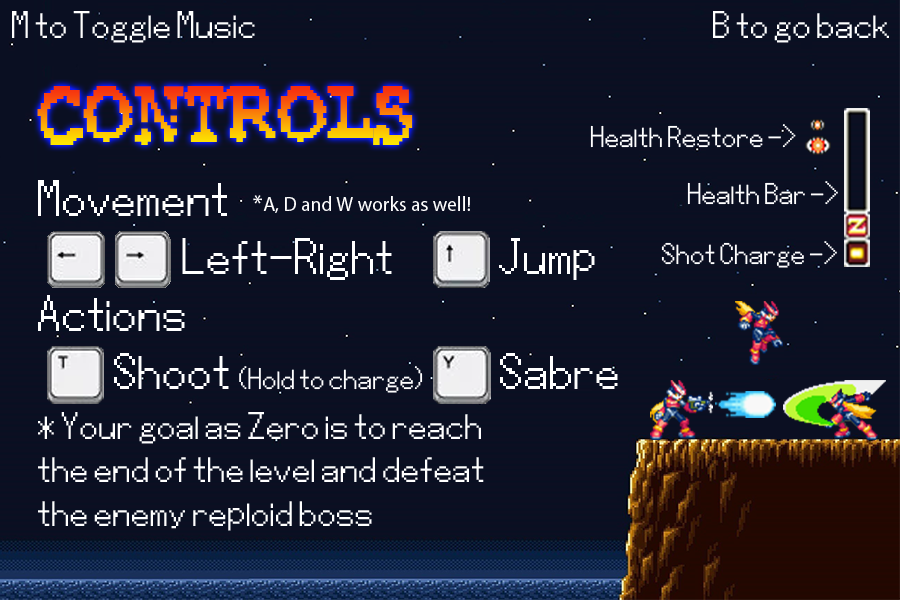 M to Toggle Music
B to go back
CONTROLS
Health Restore ->
Movement *A, D and W works as well!
Health Bar ->
Z
← → Left-Right ↑ Jump
Shot Charge ->
Actions
T Shoot (Hold to charge) Y Sabre
* Your goal as Zero is to reach
the end of the level and defeat
the enemy reploid boss